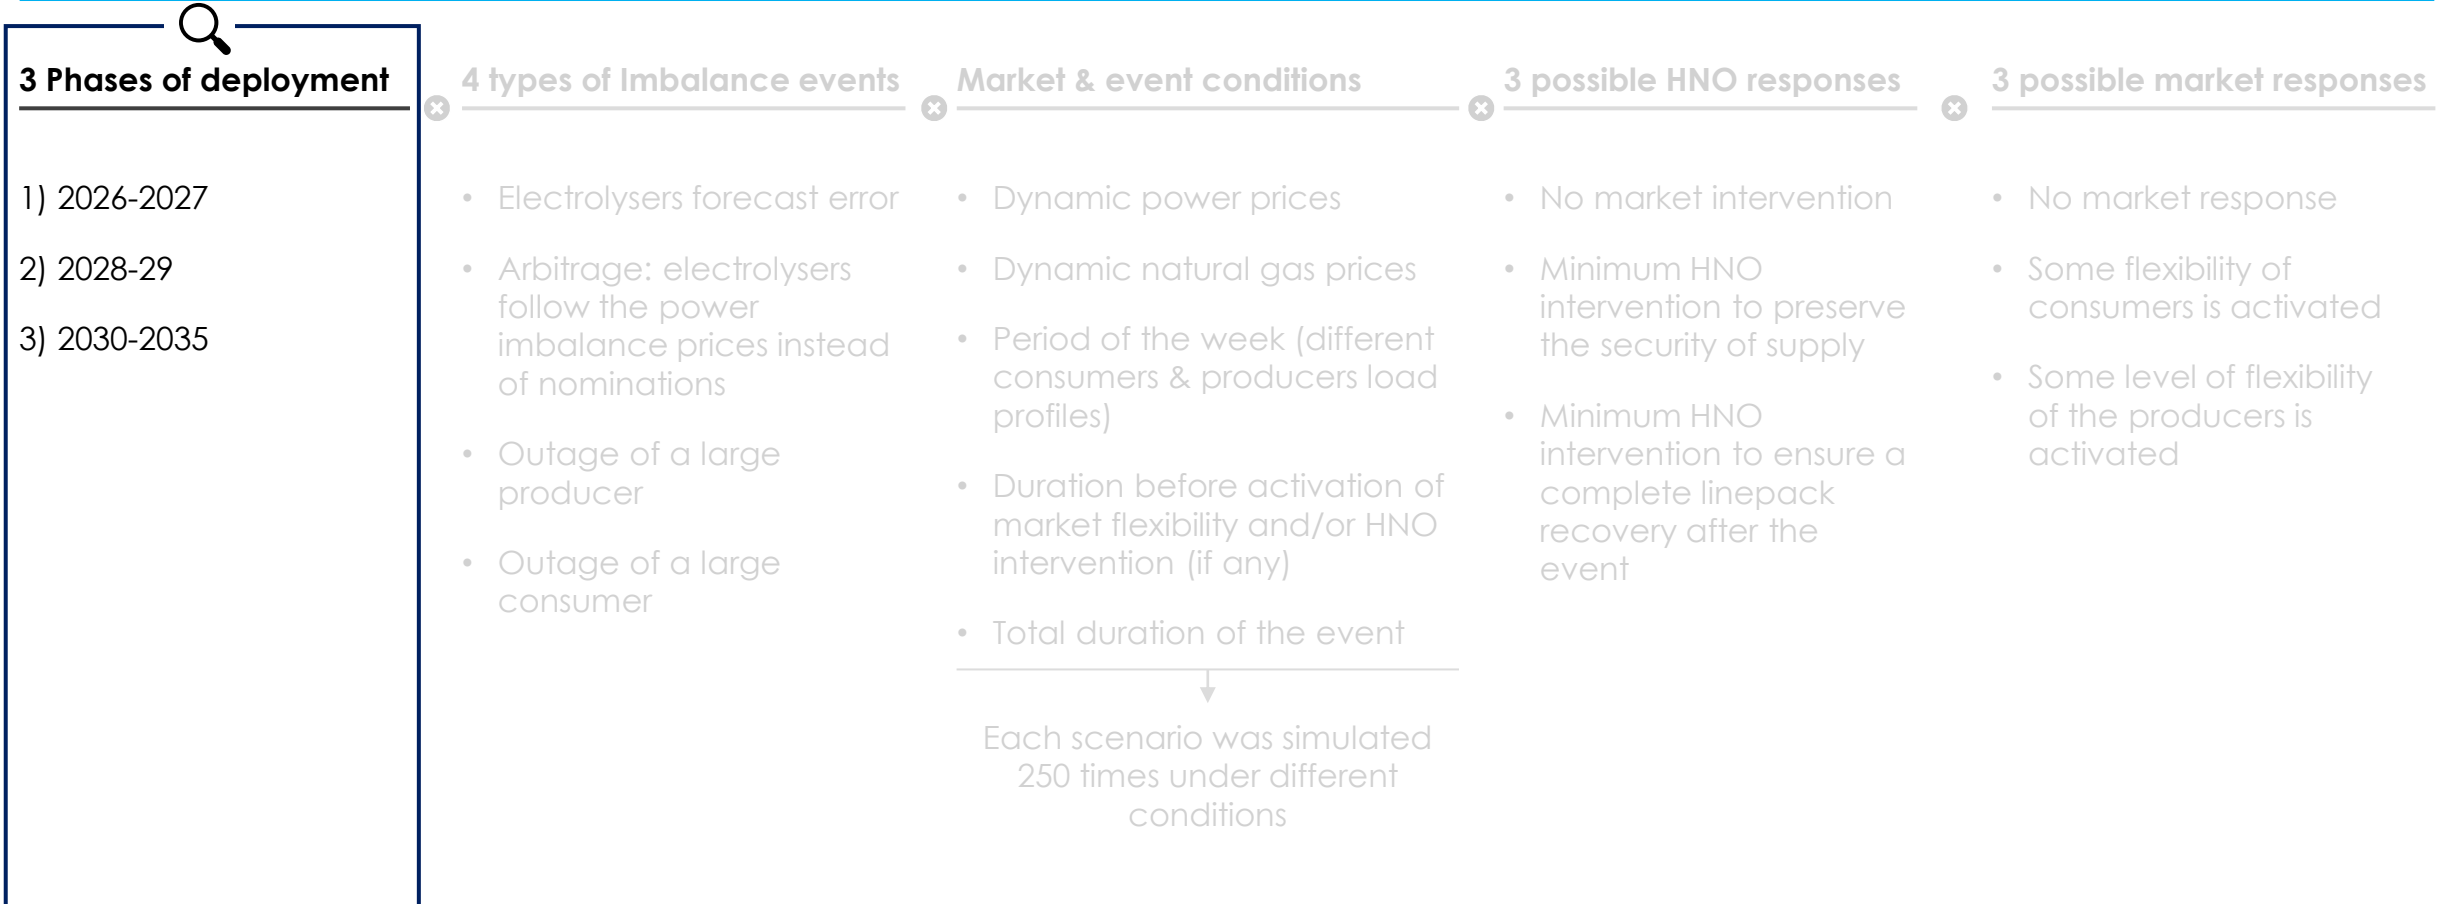 3 Phases of deployment
1) 2026-2027
2) 2028-29
3) 2030-2035
4 types of Imbalance events
• Electrolysers forecast error
• Arbitrage: electrolysers
follow the power
imbalance prices instead
of nominations
• Outage of a large
producer
• Outage of a large
consumer
Market & event conditions
• Dynamic power prices
• Dynamic natural gas prices
• Period of the week (different
consumers & producers load
profiles)
• Duration before activation of
market flexibility and/or HNO
intervention (if any)
• Total duration of the event
Each scenario was simulated
250 times under different
conditions
3 possible HNO responses
• No market intervention
• Minimum HNO
intervention to preserve
the security of supply
• Minimum HNO
intervention to ensure a
complete linepack
recovery after the
event
3 possible market responses
• No market response
• Some flexibility of
consumers is activated
• Some level of flexibility
of the producers is
activated